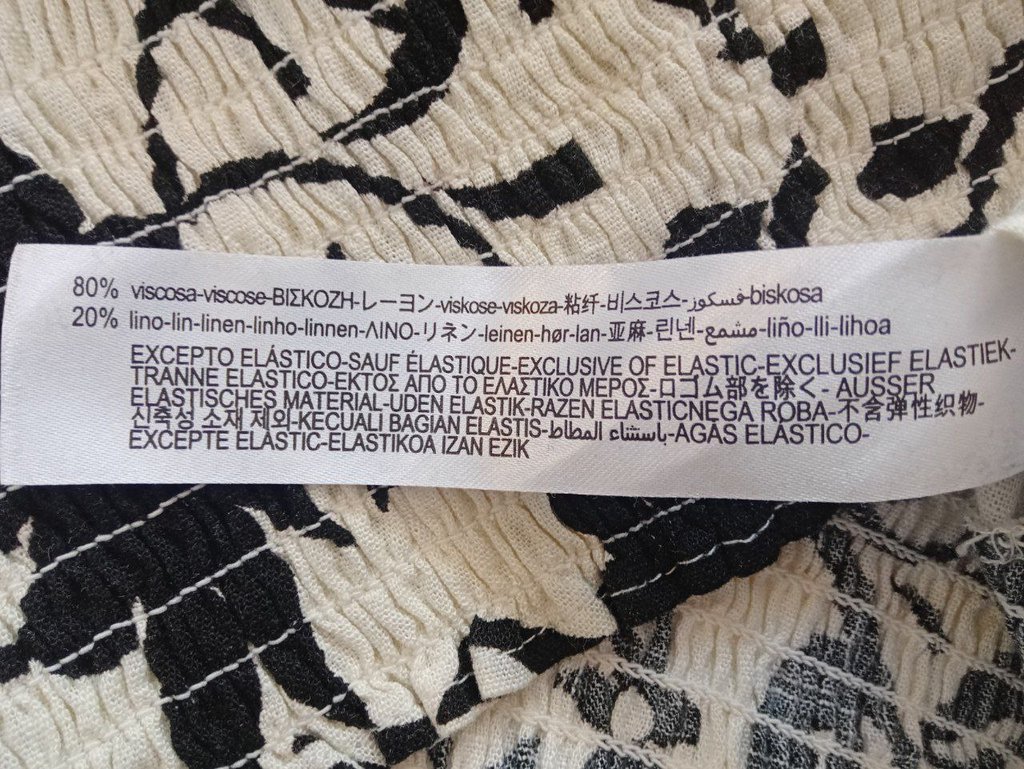 80% viscosa-viscose-ΒΙΣΚΟΖΗ-レーヨン-viskose-viskoza-粘纤-비스코스-فسكوز-biskosa
20% lino-lin-linen-linho-linnen-ΛΙΝΟ-リネン-leinen-hør-lan-亚麻-린넨-مشمع-liño-lli-lihoa
EXCEPTO ELÁSTICO-SAUF ÉLASTIQUE-EXCLUSIVE OF ELASTIC-EXCLUSIEF ELASTIEK-
TRANNE ELASTICO-ΕΚΤΟΣ ΑΠΟ ΤΟ ΕΛΑΣΤΙΚΟ ΜΕΡΟΣ-ロゴム部を除く- AUSSER
ELASTISCHES MATERIAL-UDEN ELASTIK-RAZEN ELASTICNEGA ROBA-不含弹性织物-
신축성 소재 제외-KECUALI BAGIAN ELASTIS-باستثناء المطاط-AGÁS ELÁSTICO-
EXCEPTE ELÀSTIC-ELASTIKOA IZAN EZIK